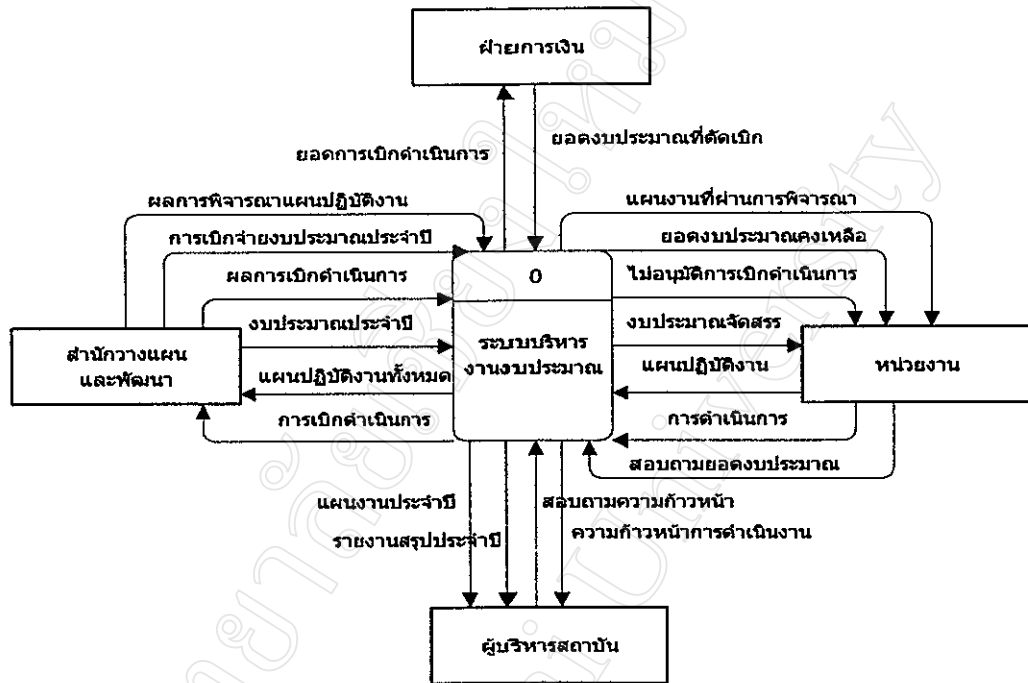 ฝ่ายการเงิน
ยอดงบประมาณที่ตัดเบิก
ยอดการเบิกดำเนินการ
ผลการพิจารณาแผนปฏิบัติงาน
แผนงานที่ผ่านการพิจารณา
การเบิกจ่ายงบประมาณประจำปี
ยอดงบประมาณคงเหลือ
ผลการเบิกดำเนินการ
0
ไม่อนุมัติการเบิกดำเนินการ
งบประมาณประจำปี
งบประมาณจัดสรร
สำนักวางแผน
และพัฒนา
ระบบบริหาร
งานงบประมาณ
หน่วยงาน
แผนปฏิบัติงานทั้งหมด
แผนปฏิบัติงาน
การเบิกดำเนินการ
การดำเนินการ
สอบถามยอดงบประมาณ
แผนงานประจำปี
สอบถามความก้าวหน้า
รายงานสรุปประจำปี
ความก้าวหน้าการดำเนินงาน
ผู้บริหารสถาบัน
University